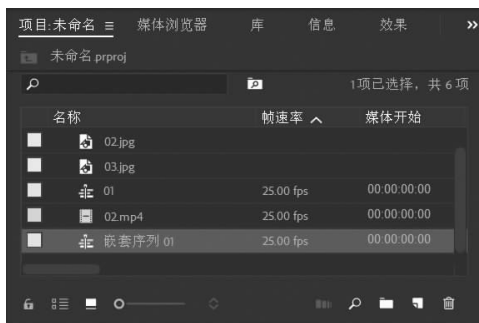 项目:未命名 媒体浏览器 库 信息 效果
未命名.prproj
1项已选择，共 6 项
名称 帧速率 媒体开始
02.jpg
03.jpg
01 25.00 fps 00:00:00:00
02.mp4 25.00 fps 00:00:00:00
嵌套序列 01 25.00 fps 00:00:00:00